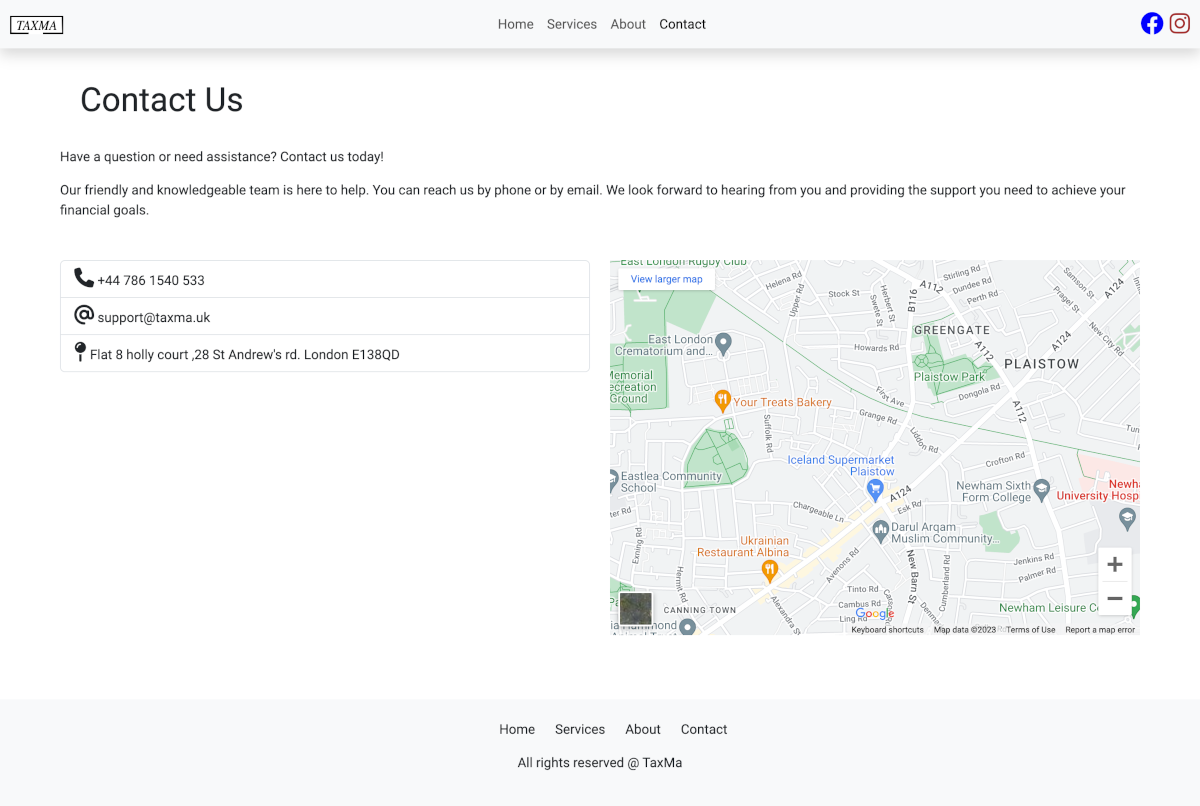 TAXMA
Home Services About Contact
Contact Us
Have a question or need assistance? Contact us today!
Our friendly and knowledgeable team is here to help. You can reach us by phone or by email. We look forward to hearing from you and providing the support you need to achieve your
financial goals.
+44 786 1540 533
support@taxma.uk
Flat 8 holly court ,28 St Andrew's rd. London E138QD
East London Rugby Club
View larger map
Helena Rd
Upper Rd
Stock St
Swete St
Herbert St
B116
A112
Stirling Rd
Dundee Rd
Perth Rd
Samson St
Pragel St
A124
New City Rd
GREENGATE
East London
Crematorium and...
Howards Rd
A112
A124
PLAISTOW
Memorial
ecreation
Ground
Plaistow Park
First Ave
Dongola Rd
Your Treats Bakery
Suffolk Rd
Grange Rd
A112
Liddon Rd
Tun
Iceland Supermarket
Plaistow
Crofton Rd
Eastlea Community
School
Newham Sixth
Form College
Newha
University Hosp
A124
Esk Rd
ter Rd
Chargeable Ln
Darul Arqam
Muslim Community...
Exning Rd
Ukrainian
Restaurant Albina
Avenons Rd
New Barn St
Cumberland Rd
Jenkins Rd
Palmer Rd
Hermit Rd
Tinto Rd
Cambus Rd
Ling Rd
Alexandra St
CANNING TOWN
Google
Newham Leisure C
Keyboard shortcuts Map data ©2023 Terms of Use Report a map error
Home Services About Contact
All rights reserved @ TaxMa